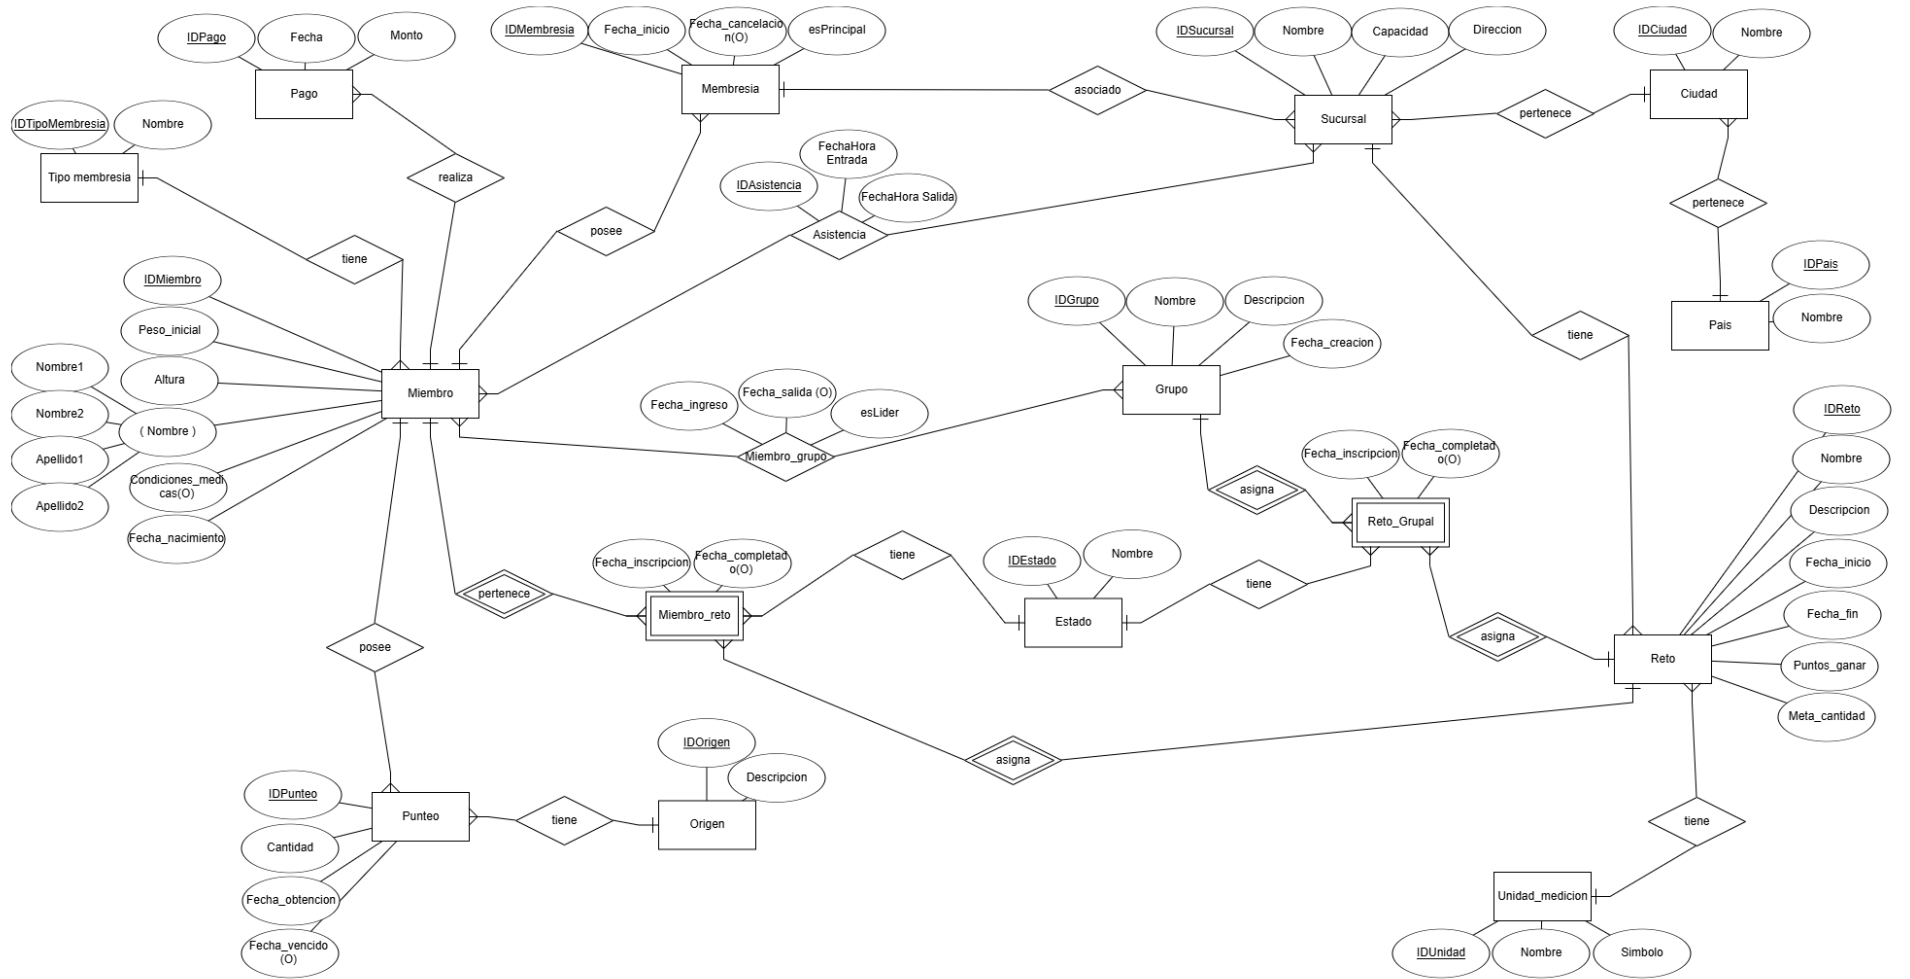 IDPago
Fecha
Monto
Pago
IDMembresia
Fecha_inicio
Fecha_cancelacio
n(O)
esPrincipal
Membresia
asociado
IDSucursal
Nombre
Capacidad
Direccion
Sucursal
pertenece
IDCiudad
Nombre
Ciudad
IDTipoMembresia
Nombre
Tipo membresia
realiza
tiene
posee
IDAsistencia
FechaHora
Entrada
FechaHora Salida
Asistencia
pertenece
IDPais
Nombre
Pais
IDMiembro
Peso_inicial
Altura
Nombre1
Nombre2
( Nombre )
Apellido1
Apellido2
Condiciones_medi
cas(O)
Fecha_nacimiento
Miembro
IDGrupo
Nombre
Descripcion
Fecha_creacion
Grupo
tiene
Fecha_ingreso
Fecha_salida (O)
esLider
Miembro_grupo
asigna
Fecha_inscripcion
Fecha_completad
o(O)
Reto_Grupal
IDReto
Nombre
Descripcion
Fecha_inicio
Fecha_fin
Puntos_ganar
Meta_cantidad
Reto
pertenece
Fecha_inscripcion
Fecha_completad
o(O)
Miembro_reto
tiene
IDEstado
Nombre
Estado
tiene
asigna
posee
asigna
IDOrigen
Descripcion
Origen
tiene
IDPunteo
Cantidad
Fecha_obtencion
Fecha_vencido
(O)
Punteo
tiene
Unidad_medicion
IDUnidad
Nombre
Simbolo